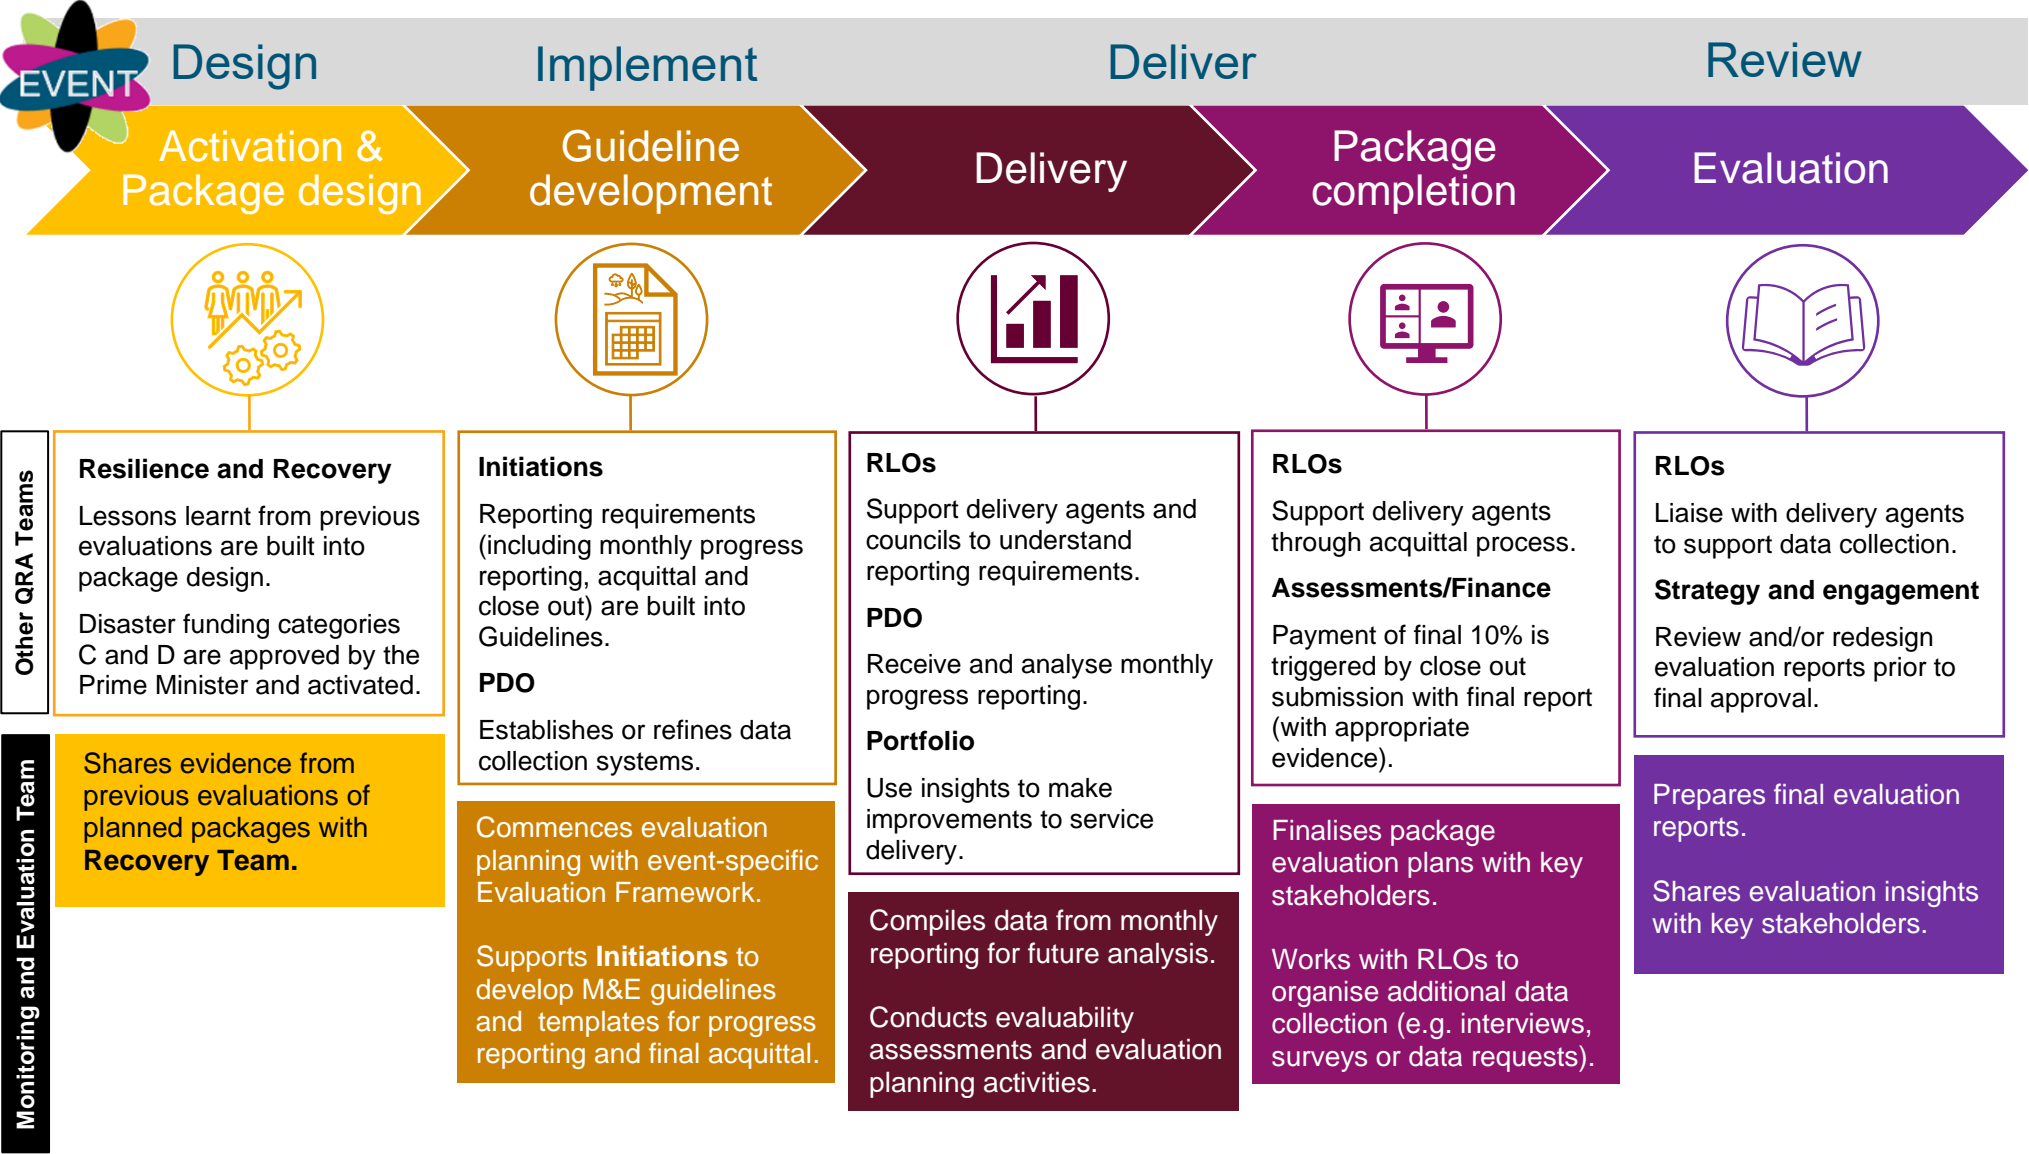 EVENT
Design
Implement
Deliver
Review
Activation &
Package design
Guideline
development
Delivery
Package
completion
Evaluation
Other QRA Teams
Resilience and Recovery
Lessons learnt from previous
evaluations are built into
package design.
Disaster funding categories
C and D are approved by the
Prime Minister and activated.
Initiations
Reporting requirements
(including monthly progress
reporting, acquittal and
close out) are built into
Guidelines.
PDO
Establishes or refines data
collection systems.
RLOs
Support delivery agents and
councils to understand
reporting requirements.
PDO
Receive and analyse monthly
progress reporting.
Portfolio
Use insights to make
improvements to service
delivery.
RLOs
Support delivery agents
through acquittal process.
Assessments/Finance
Payment of final 10% is
triggered by close out
submission with final report
(with appropriate
evidence).
RLOs
Liaise with delivery agents
to support data collection.
Strategy and engagement
Review and/or redesign
evaluation reports prior to
final approval.
Monitoring and Evaluation Team
Shares evidence from
previous evaluations of
planned packages with
Recovery Team.
Commences evaluation
planning with event-specific
Evaluation Framework.
Supports Initiations to
develop M&E guidelines
and  templates for progress
reporting and final acquittal.
Compiles data from monthly
reporting for future analysis.
Conducts evaluability
assessments and evaluation
planning activities.
Finalises package
evaluation plans with key
stakeholders.
Works with RLOs to
organise additional data
collection (e.g. interviews,
surveys or data requests).
Prepares final evaluation
reports.
Shares evaluation insights
with key stakeholders.